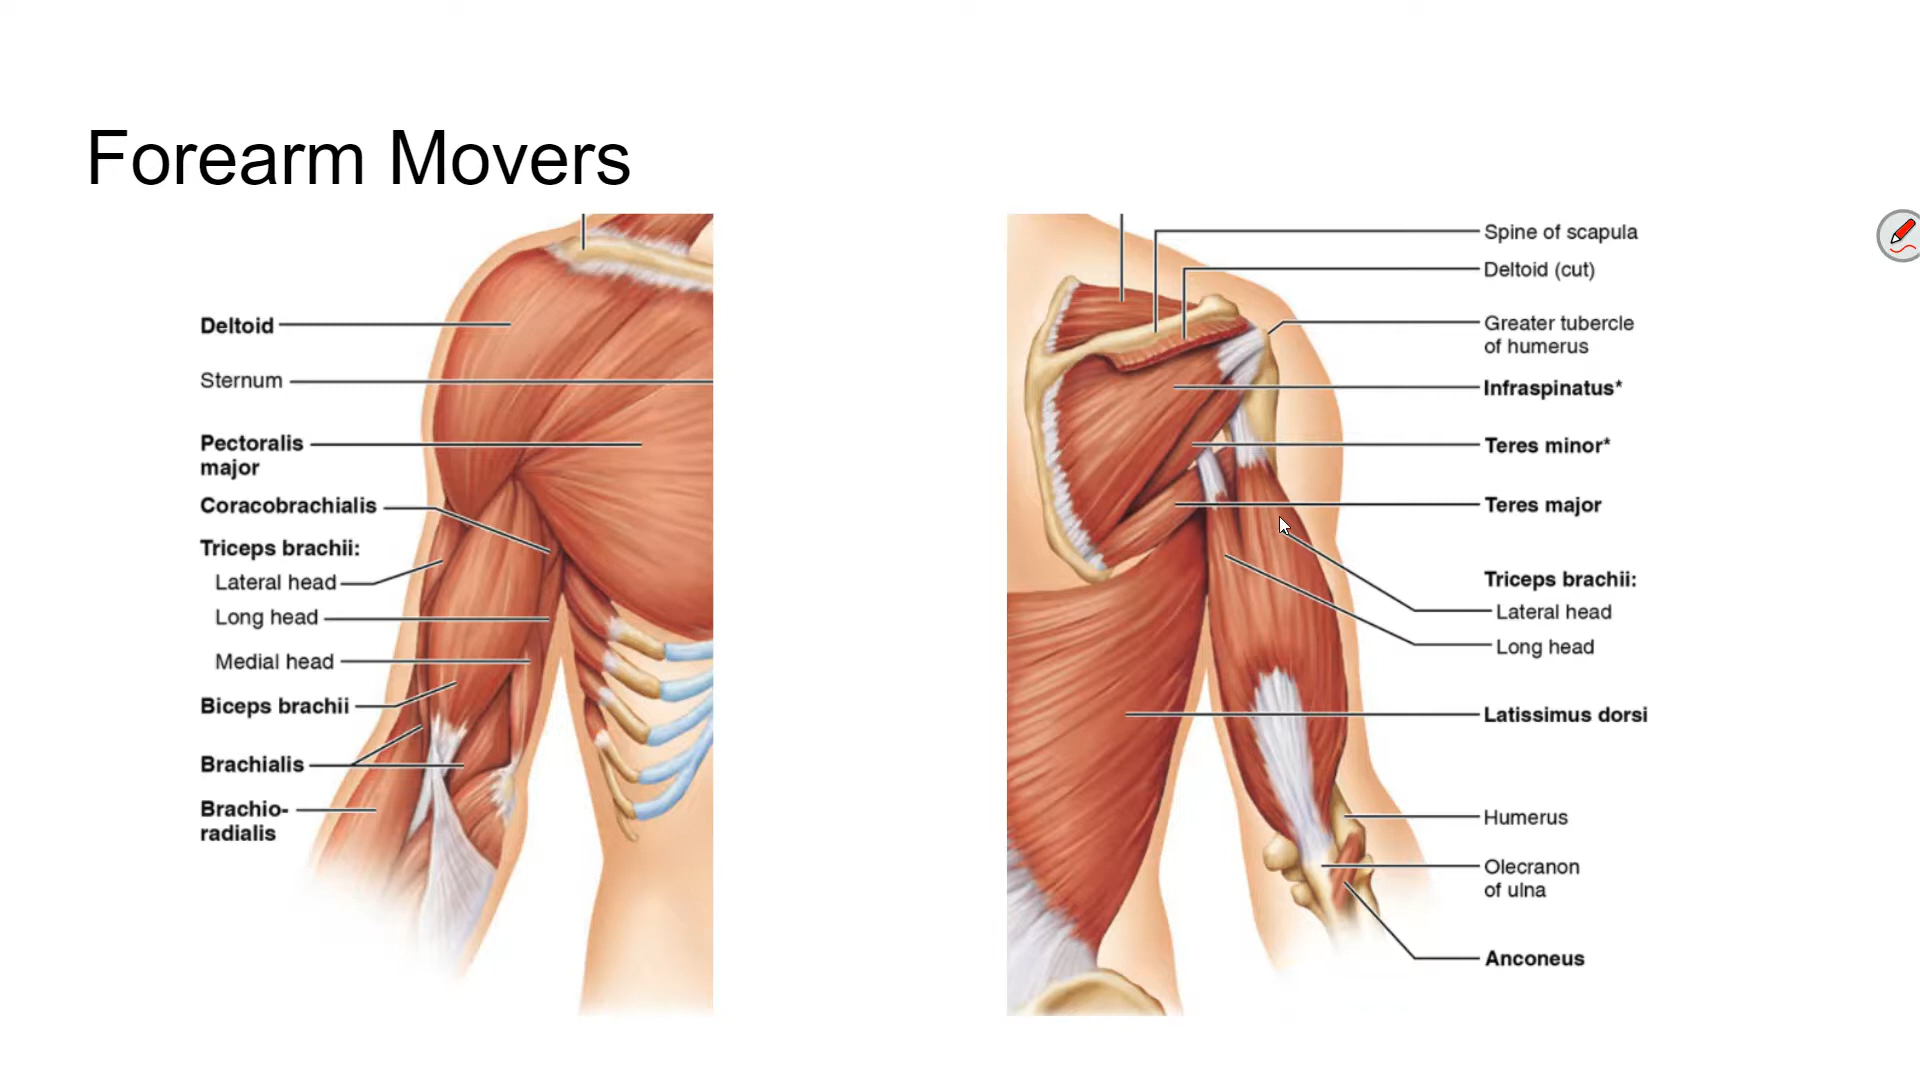 Forearm Movers
Deltoid
Sternum
Pectoralis
major
Coracobrachialis
Triceps brachii:
Lateral head
Long head
Medial head
Biceps brachii
Brachialis
Brachio-
radialis
Spine of scapula
Deltoid (cut)
Greater tubercle
of humerus
Infraspinatus*
Teres minor*
Teres major
Triceps brachii:
Lateral head
Long head
Latissimus dorsi
Humerus
Olecranon
of ulna
Anconeus